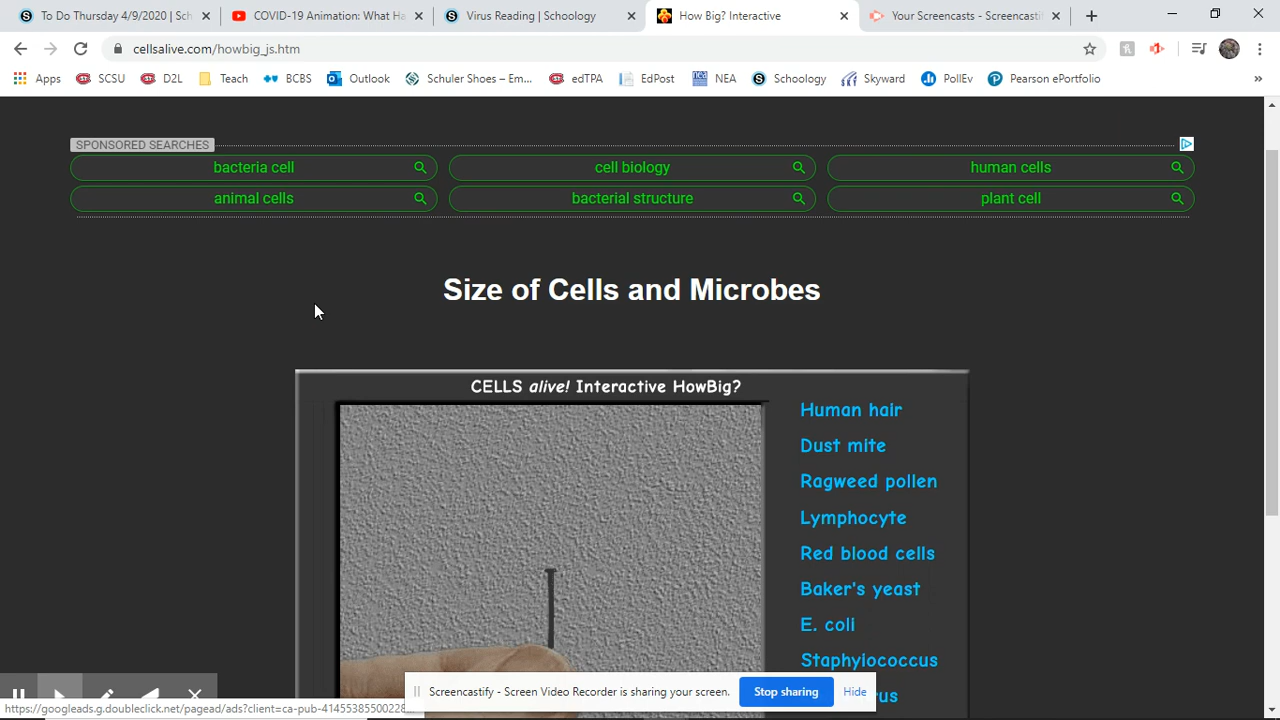 To Do Thursday 4/9/2020 | Sch
COVID-19 Animation: What Ha
Virus Reading | Schoology
How Big? Interactive
Your Screencasts - Screencastif
cellsalive.com/howbig_js.htm
Apps
SCSU
D2L
Teach
BCBS
Outlook
Schuler Shoes – Em...
edTPA
EdPost
NEA
Schoology
Skyward
PollEv
Pearson ePortfolio
SPONSORED SEARCHES
bacteria cell
cell biology
human cells
animal cells
bacterial structure
plant cell
Size of Cells and Microbes
CELLS alive! Interactive HowBig?
Human hair
Dust mite
Ragweed pollen
Lymphocyte
Red blood cells
Baker's yeast
E. coli
Staphyiococcus
Screencastify - Screen Video Recorder is sharing your screen.
Stop sharing
Hide
https://googleads.g.doubleclick.net/pagead/ads?client=ca-pub-41455385500228